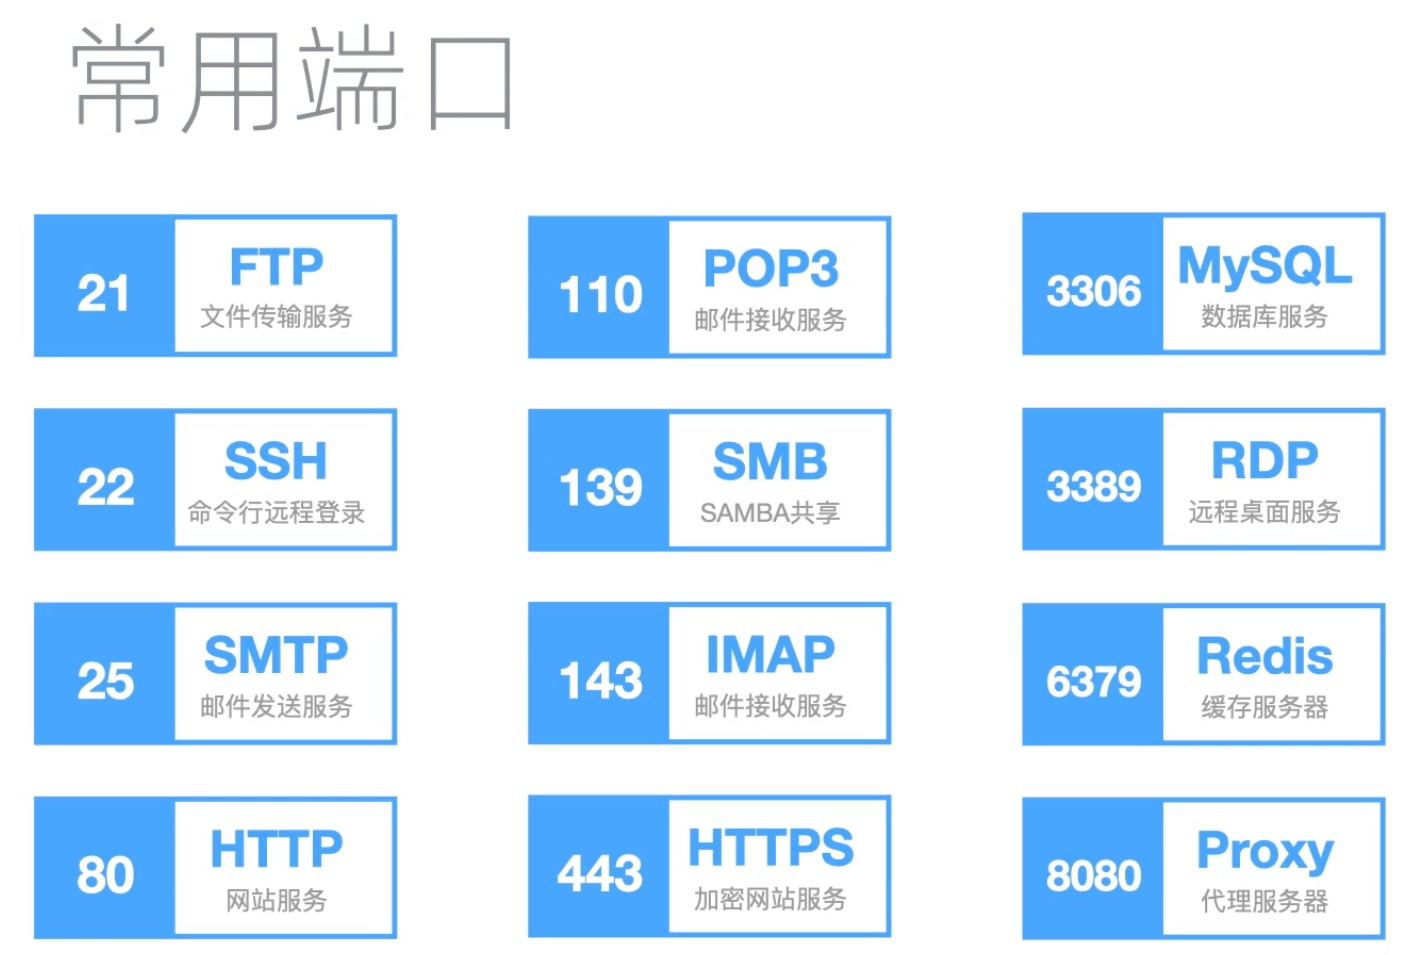 常用端口
21
FTP
文件传输服务
110
POP3
邮件接收服务
3306
MySQL
数据库服务
22
SSH
命令行远程登录
139
SMB
SAMBA共享
3389
RDP
远程桌面服务
25
SMTP
邮件发送服务
143
IMAP
邮件接收服务
6379
Redis
缓存服务器
80
HTTP
网站服务
443
HTTPS
加密网站服务
8080
Proxy
代理服务器